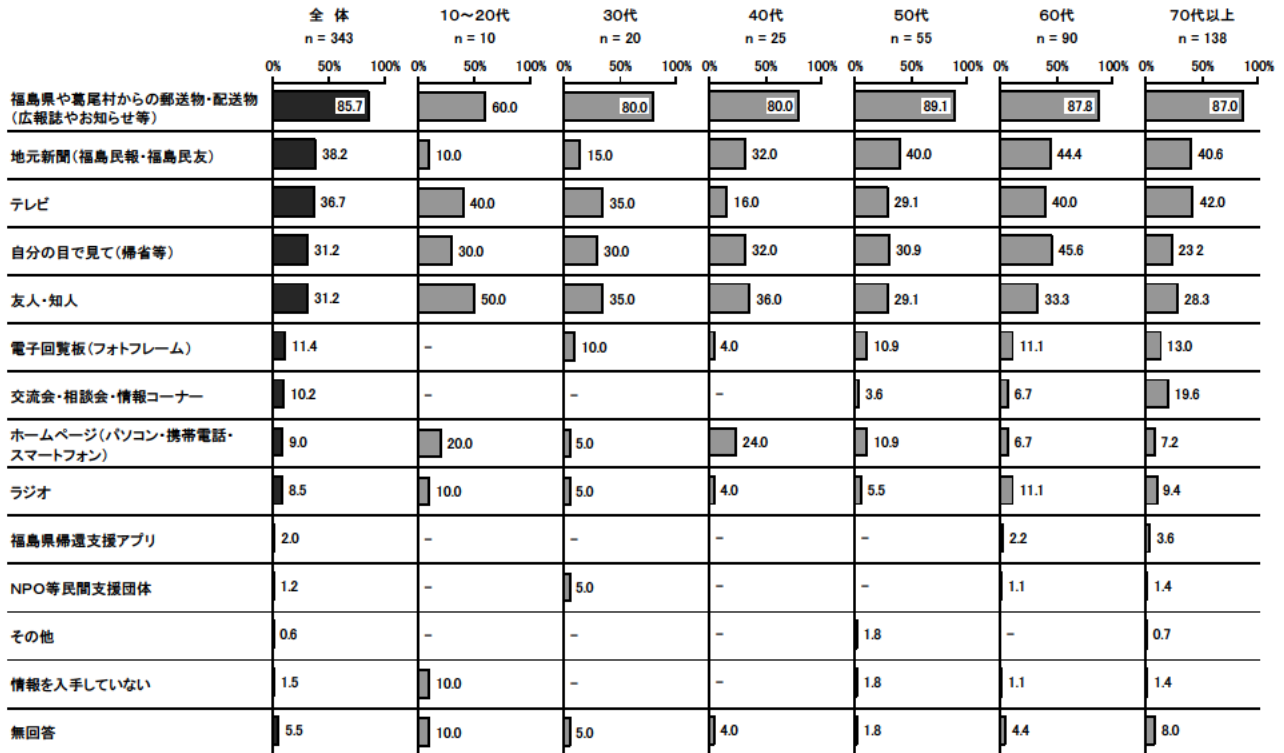 全 体 10～20代 30代 40代 50代 60代 70代以上
n = 343 n = 10 n = 20 n = 25 n = 55 n = 90 n = 138
0% 50% 100% 0% 50% 100% 0% 50% 100% 0% 50% 100% 0% 50% 100% 0% 50% 100% 0% 50% 100%
福島県や葛尾村からの郵送物・配送物
(広報誌やお知らせ等)
85.7 60.0 80.0 80.0 89.1 87.8 87.0
地元新聞(福島民報・福島民友) 38.2 10.0 15.0 32.0 40.0 44.4 40.6
テレビ 36.7 40.0 35.0 16.0 29.1 40.0 42.0
自分の目で見て(帰省等) 31.2 30.0 30.0 32.0 30.9 45.6 23 2
友人・知人 31.2 50.0 35.0 36.0 29.1 33.3 28.3
電子回覧板(フォトフレーム) 11.4 － 10.0 4.0 10.9 11.1 13.0
交流会・相談会・情報コーナー 10.2 － － － 3.6 6.7 19.6
ホームページ(パソコン・携帯電話・
スマートフォン)
9.0 20.0 5.0 24.0 10.9 6.7 7.2
ラジオ 8.5 10.0 5.0 4.0 5.5 11.1 9.4
福島県帰還支援アプリ 2.0 － － － － 2.2 3.6
NPO等民間支援団体 1.2 － 5.0 － － 1.1 1.4
その他 0.6 － － － 1.8 － 0.7
情報を入手していない 1.5 10.0 － － 1.8 1.1 1.4
無回答 5.5 10.0 5.0 4.0 1.8 4.4 8.0